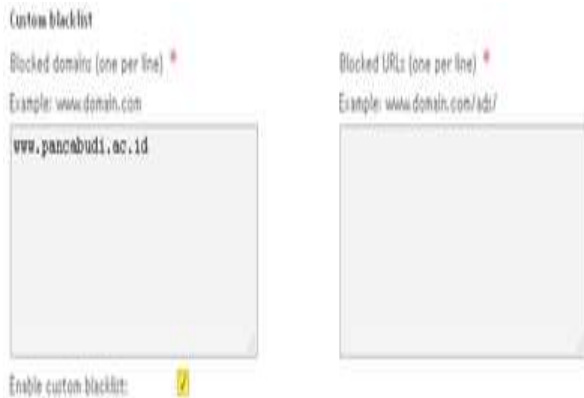 Custom blacklist
Blocked domains (one per line) *
Blocked URLs (one per line) *
Example: www.domain.com
Example: www.domain.com/ads/
www.pancabudi.ac.id
Enable custom blacklist: